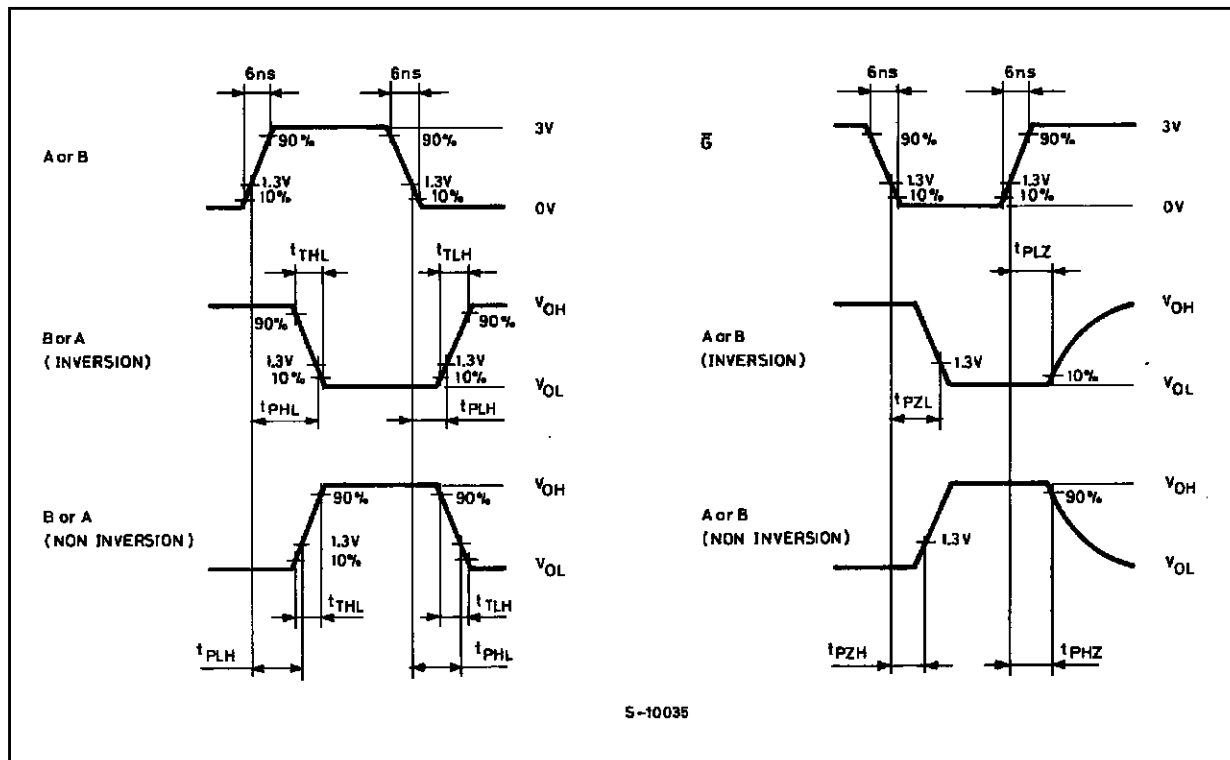 6ns 6ns
A or B
90% 90% 3V
1.3V 1.3V
10% 10% 0V
tTHL tTLH
B or A
(INVERSION)
90% 90% VOH
1.3V 1.3V
10% 10% VOL
tPHL tPLH
B or A
(NON INVERSION)
90% 90% VOH
1.3V
10% VOL
tTHL tTLH
tPLH tPHL
6ns 6ns
G̅
90% 90% 3V
1.3V 1.3V
10% 10% 0V
tPLZ
A or B
(INVERSION)
VOH
1.3V 10% VOL
tPZL
A or B
(NON INVERSION)
90% VOH
1.3V VOL
tPZH tPHZ
S-10035